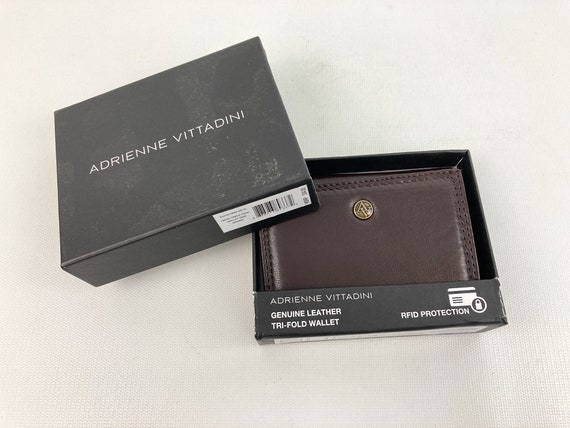 ADRIENNE VITTADINI
ADRIENNE VITTADINI
GENUINE LEATHER
TRI-FOLD WALLET
RFID PROTECTION